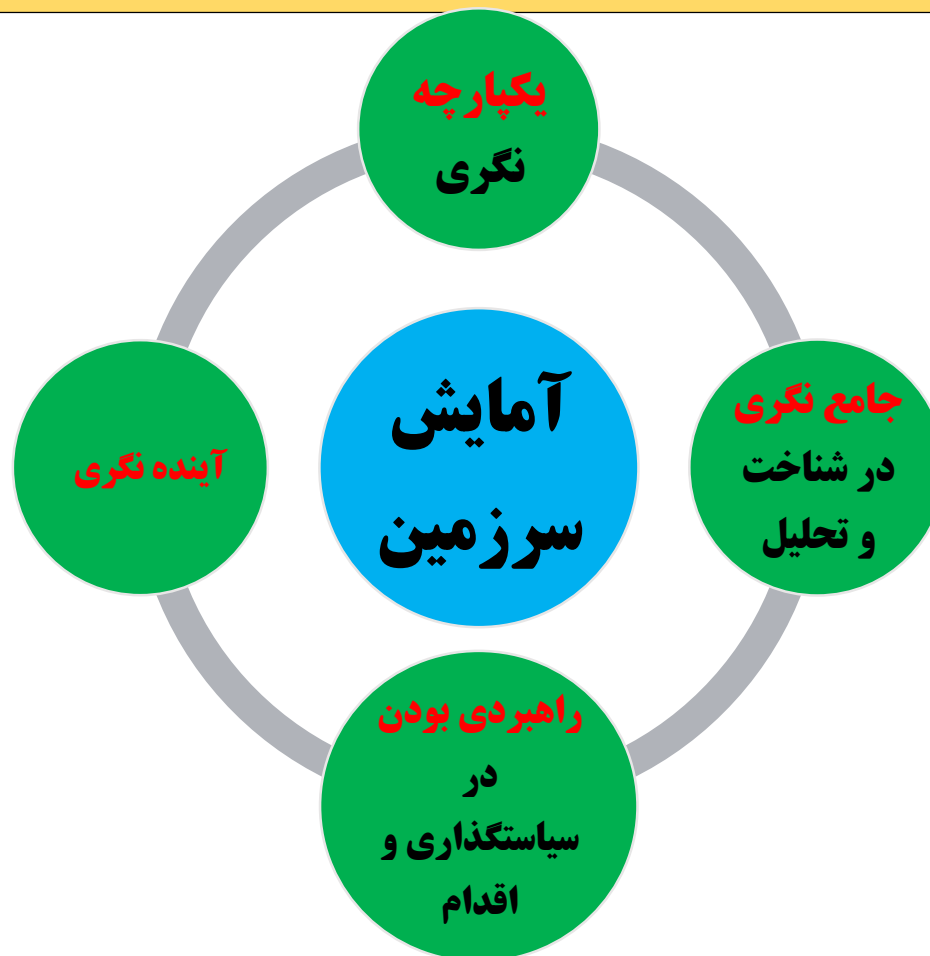 یکپارچه
نگری
جامع نگری
در شناخت
و تحلیل
آمایش
سرزمین
آینده نگری
راهبردی بودن
در
سیاستگذاری و
اقدام